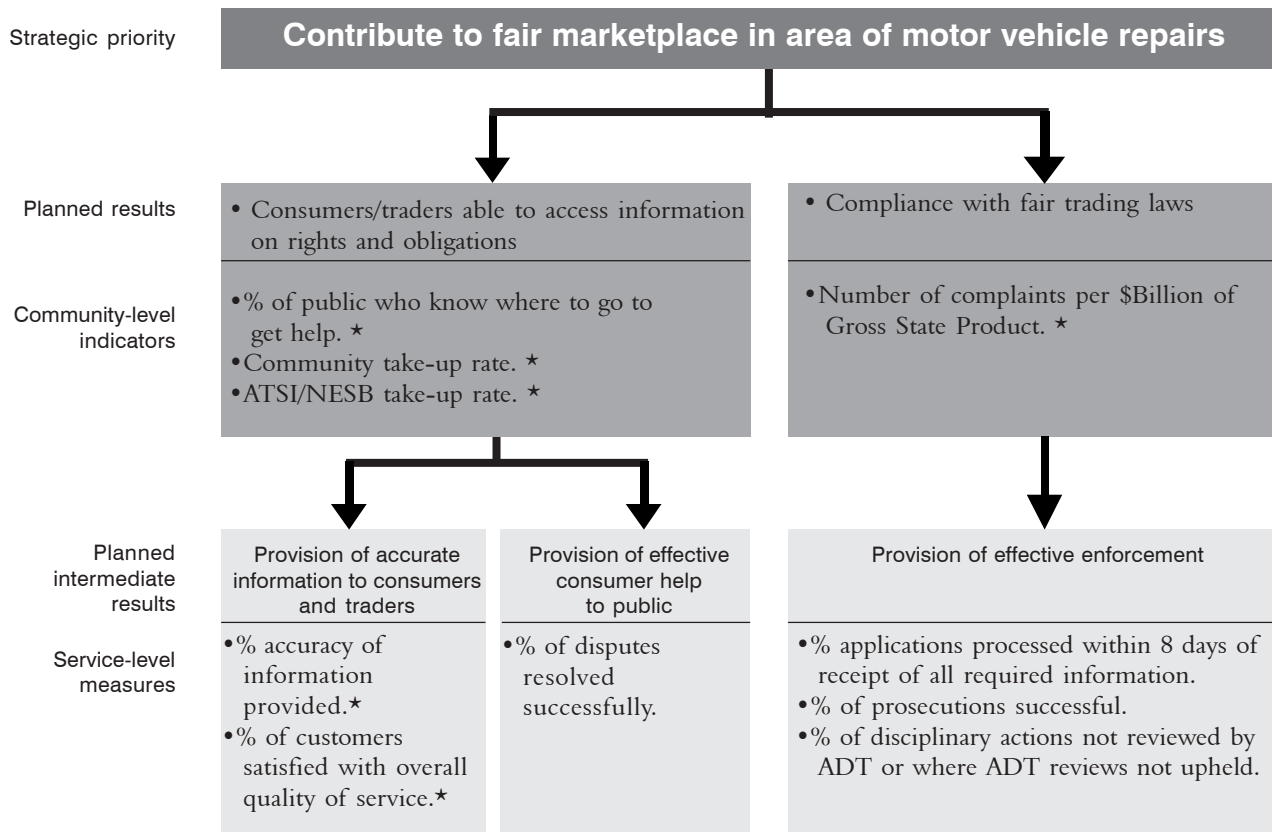 Strategic priority
Contribute to fair marketplace in area of motor vehicle repairs
Planned results
• Consumers/traders able to access information
on rights and obligations
• Compliance with fair trading laws
Community-level
indicators
•% of public who know where to go to
get help. ★
•Community take-up rate. ★
•ATSI/NESB take-up rate. ★
•Number of complaints per $Billion of
Gross State Product. ★
Planned
intermediate
results
Provision of accurate
information to consumers
and traders
Provision of effective
consumer help
to public
Provision of effective enforcement
Service-level
measures
•% accuracy of
information
provided.★
•% of customers
satisfied with overall
quality of service.★
•% of disputes
resolved
successfully.
•% applications processed within 8 days of
receipt of all required information.
•% of prosecutions successful.
•% of disciplinary actions not reviewed by
ADT or where ADT reviews not upheld.